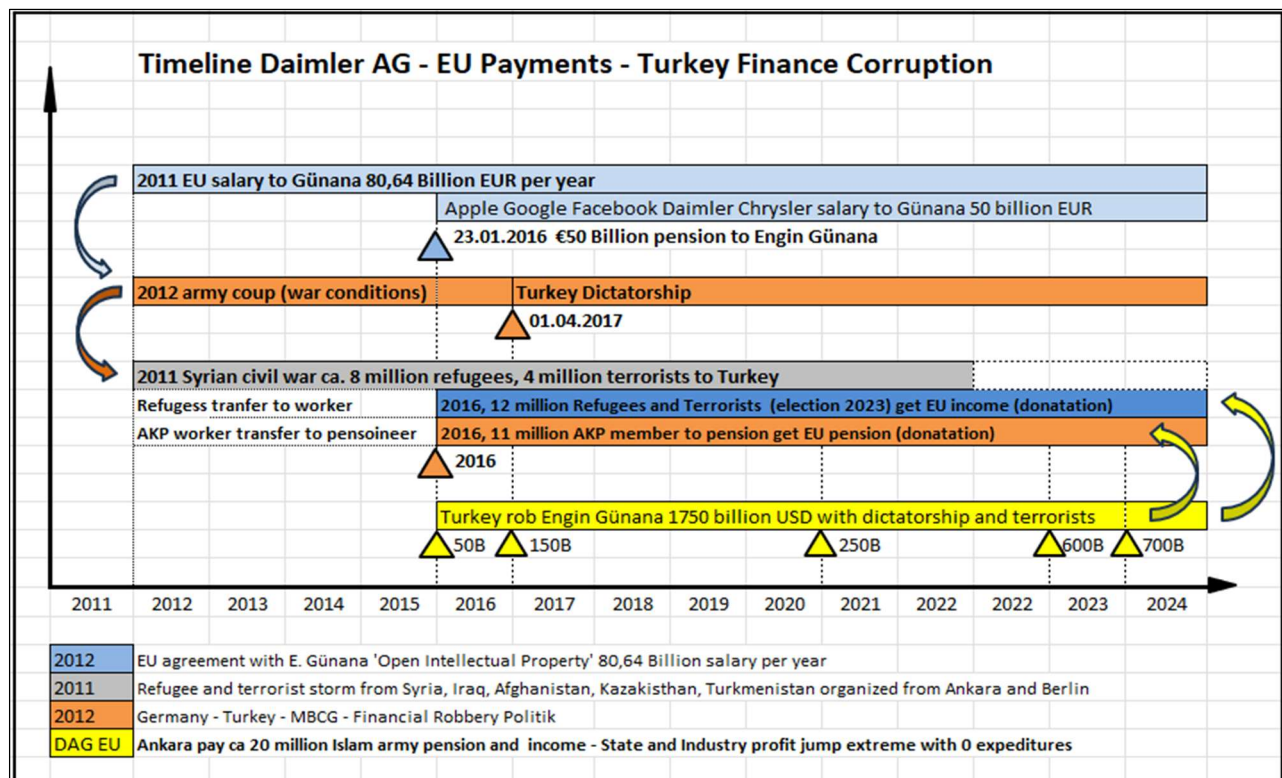 Timeline Daimler AG - EU Payments - Turkey Finance Corruption
2011 EU salary to Günana 80,64 Billion EUR per year
Apple Google Facebook Daimler Chrysler salary to Günana 50 billion EUR
23.01.2016 €50 Billion pension to Engin Günana
2012 army coup (war conditions)
Turkey Dictatorship
01.04.2017
2011 Syrian civil war ca. 8 million refugees, 4 million terrorists to Turkey
Refugess tranfer to worker
2016, 12 million Refugees and Terrorists (election 2023) get EU income (donatation)
AKP worker transfer to pensoineer
2016, 11 million AKP member to pension get EU pension (donatation)
2016
Turkey rob Engin Günana 1750 billion USD with dictatorship and terrorists
50B 150B 250B 600B 700B
2011 2012 2013 2014 2015 2016 2017 2018 2019 2020 2021 2022 2023 2024
2012 EU agreement with E. Günana 'Open Intellectual Property' 80,64 Billion salary per year
2011 Refugee and terrorist storm from Syria, Iraq, Afghanistan, Kazakisthan, Turkmenistan organized from Ankara and Berlin
2012 Germany - Turkey - MBCG - Financial Robbery Politik
DAG EU Ankara pay ca 20 million Islam army pension and income - State and Industry profit jump extreme with 0 expeditures